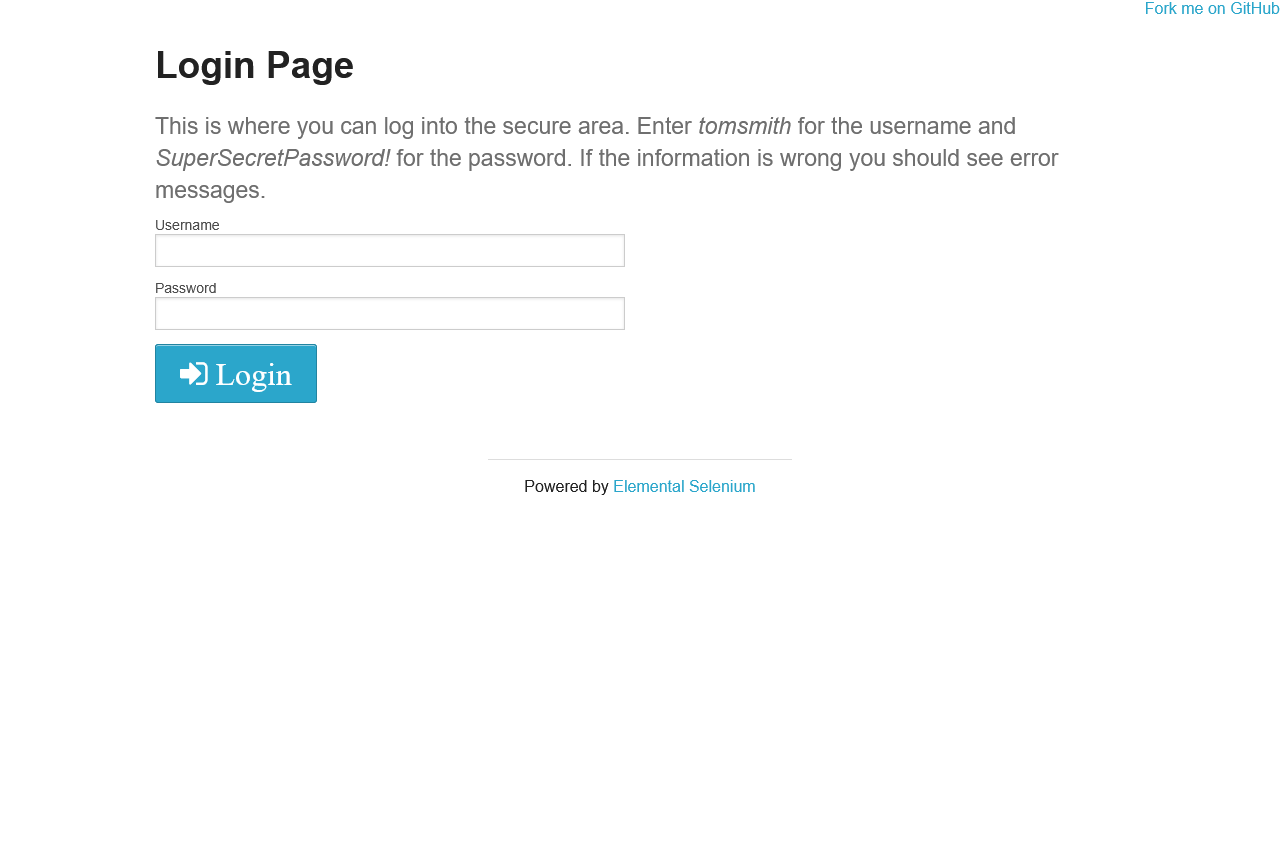 Fork me on GitHub
Login Page
This is where you can log into the secure area. Enter tomsmith for the username and
SuperSecretPassword! for the password. If the information is wrong you should see error
messages.
Username
Password
Login
Powered by Elemental Selenium